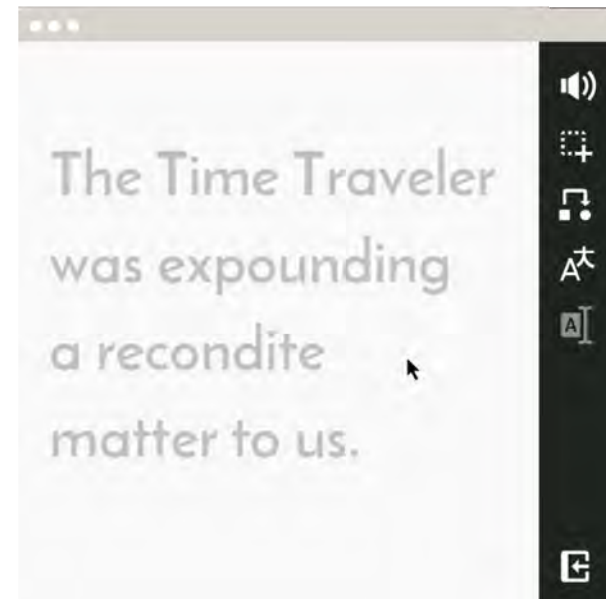 The Time Traveler
was expounding
a recondite
matter to us.